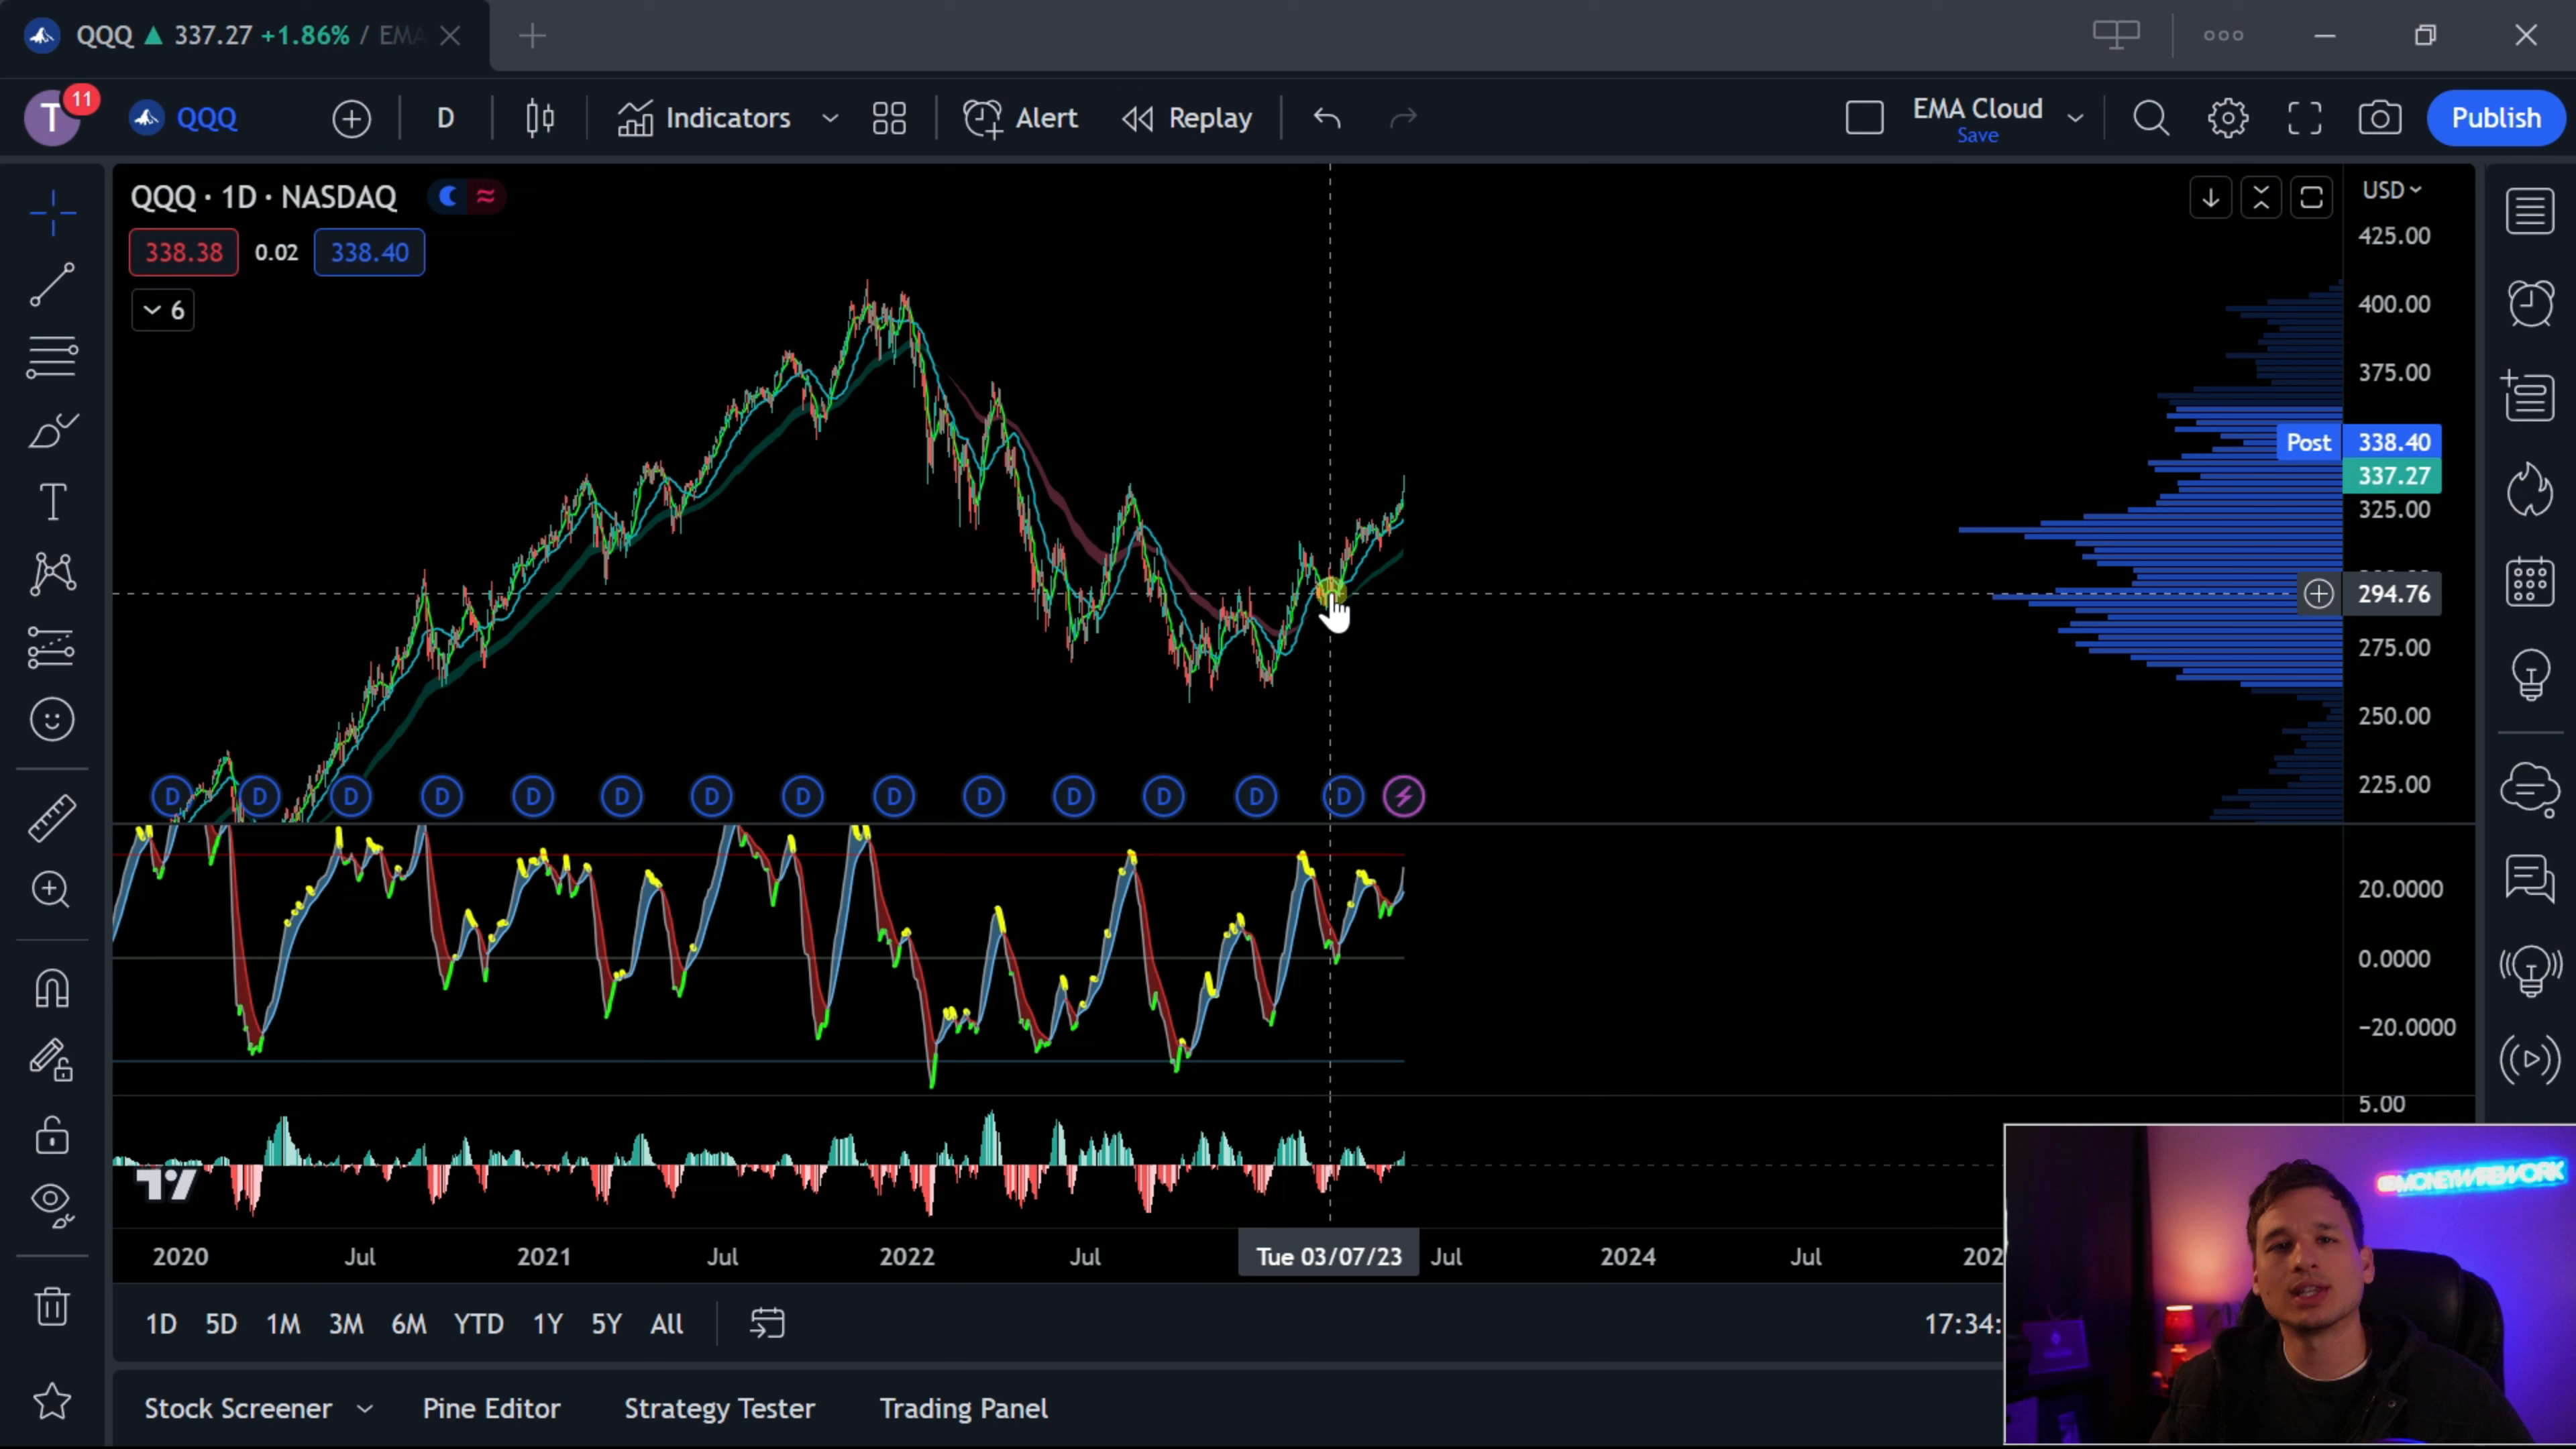 QQQ ▲ 337.27 +1.86% / EMA
T 11 QQQ D Indicators Alert Replay EMA Cloud Publish
Save
QQQ · 1D · NASDAQ USD
338.38 0.02 338.40
6
425.00
400.00
375.00
Post 338.40
337.27
325.00
294.76
275.00
250.00
225.00
D D D D D D D D D D D D D D
20.0000
0.0000
−20.0000
5.00
2020 Jul 2021 Jul 2022 Jul Tue 03/07/23 Jul 2024 Jul 202
1D 5D 1M 3M 6M YTD 1Y 5Y All 17:34:
Stock Screener Pine Editor Strategy Tester Trading Panel